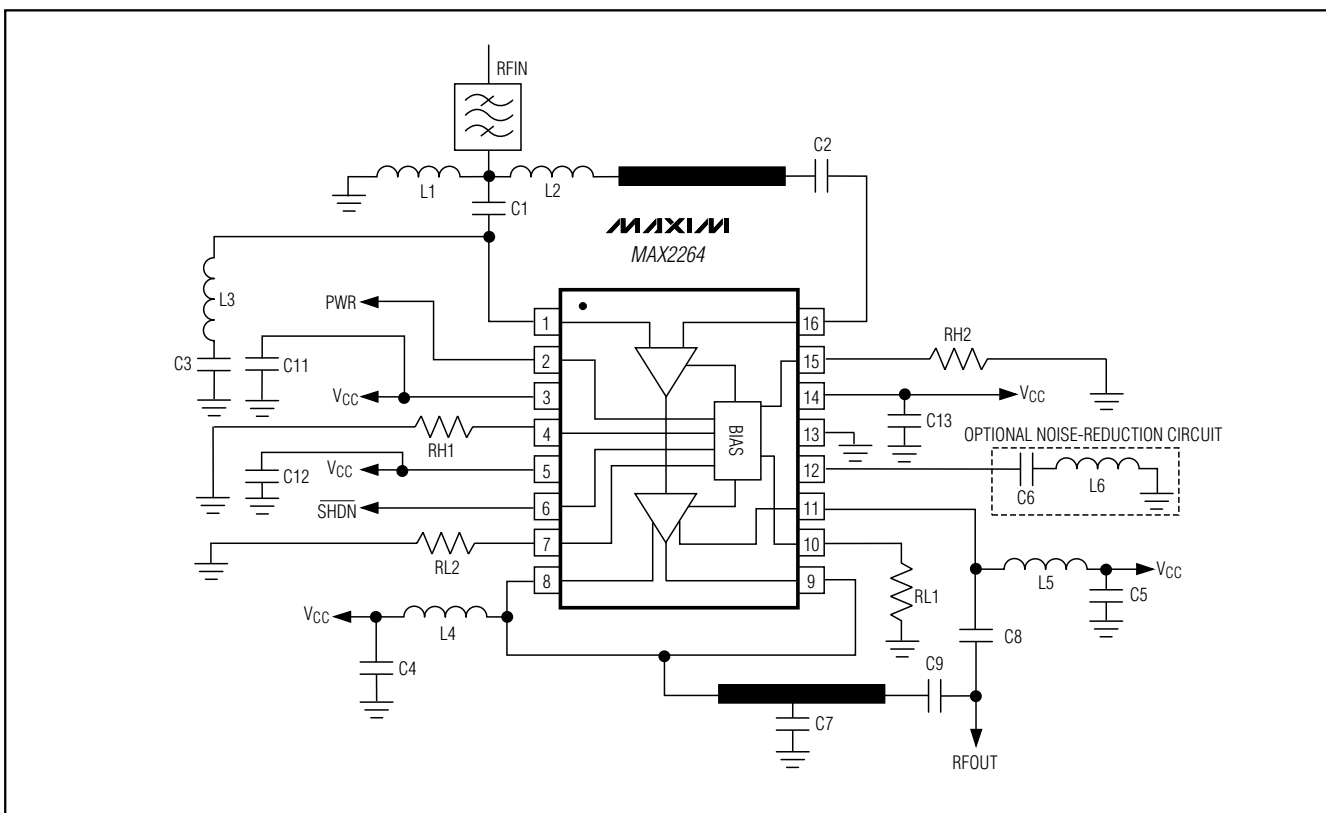 RFIN
C2
L1
L2
C1
MAXIM
MAX2264
L3
PWR
1
16
RH2
C3
C11
2
15
VCC
3
14
VCC
C13
RH1
4
BIAS
13
OPTIONAL NOISE-REDUCTION CIRCUIT
C12
VCC
5
12
C6
L6
SHDN
6
11
RL2
7
10
L5
VCC
C5
8
9
RL1
VCC
L4
C8
C4
C9
C7
RFOUT